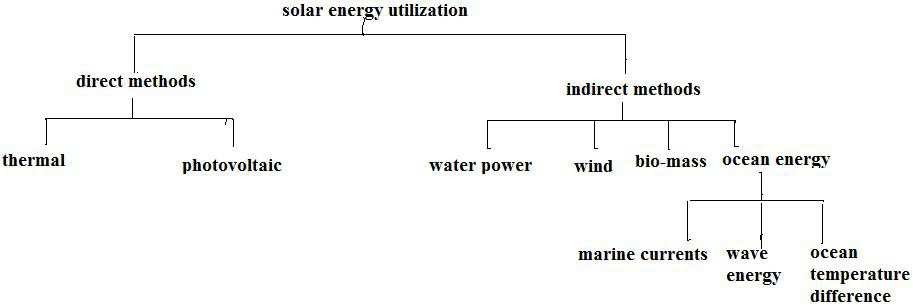 solar energy utilization
direct methods
indirect methods
thermal
photovoltaic
water power
wind
bio-mass
ocean energy
marine currents
wave
energy
ocean
temperature
difference